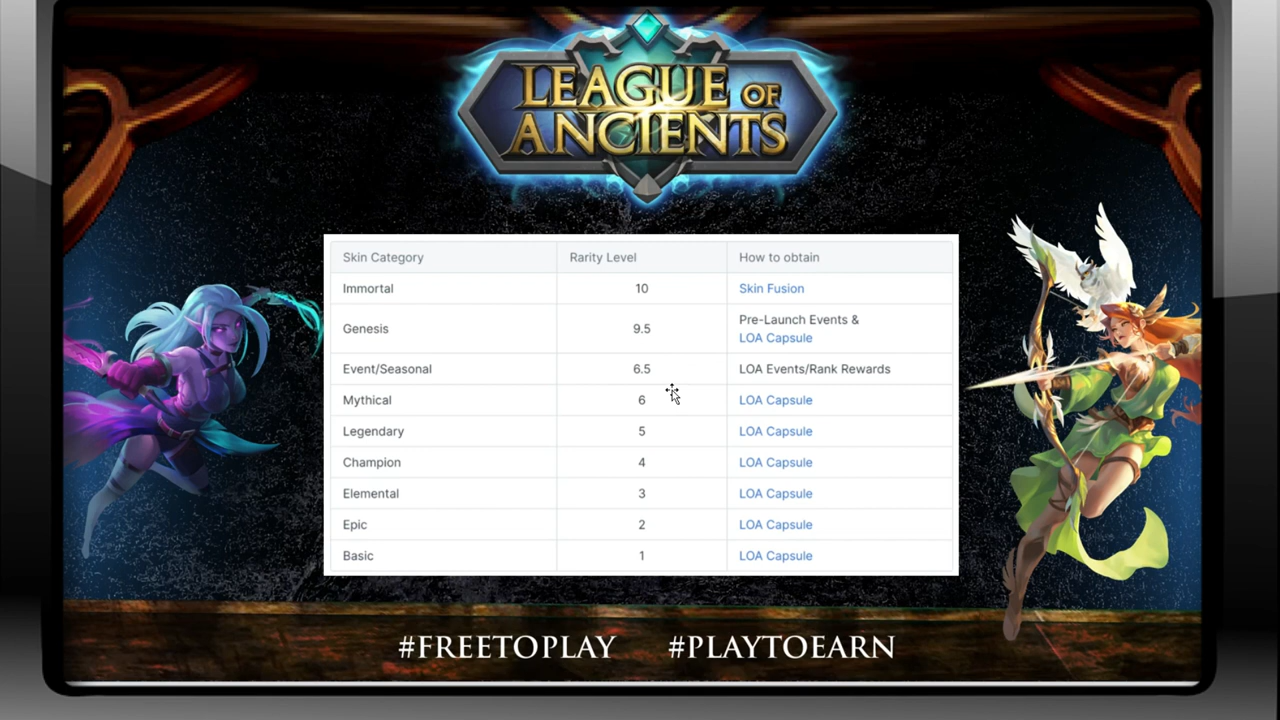 LEAGUE OF
ANCIENTS
Skin Category Rarity Level How to obtain
Immortal 10 Skin Fusion
Genesis 9.5 Pre-Launch Events &
LOA Capsule
Event/Seasonal 6.5 LOA Events/Rank Rewards
Mythical 6 LOA Capsule
Legendary 5 LOA Capsule
Champion 4 LOA Capsule
Elemental 3 LOA Capsule
Epic 2 LOA Capsule
Basic 1 LOA Capsule
#FREETOPLAY #PLAYTOEARN